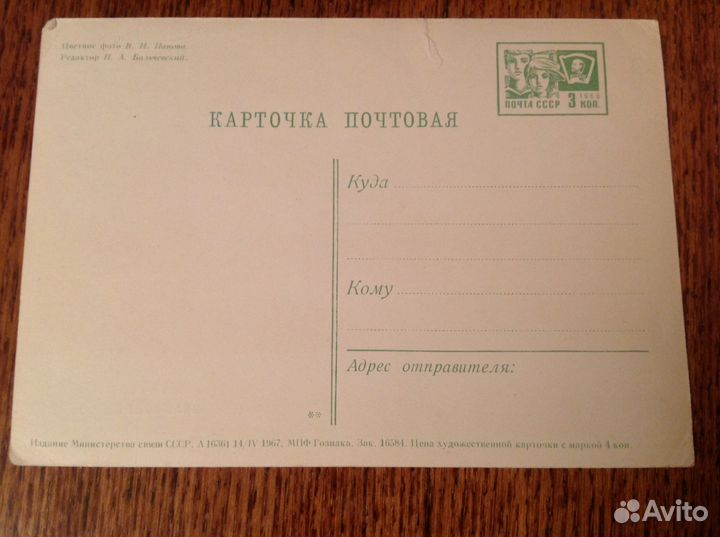 Цветное фото В. И. Панова
Редактор Н. А. Бальчевский.
1966
ПОЧТА СССР 3 КОП.
КАРТОЧКА ПОЧТОВАЯ
Куда
Кому
Адрес отправителя:
Издание Министерства связи СССР. А 16361 14/IV 1967, МПФ Гознака. Зак. 16584. Цена художественной карточки с маркой 4 коп
Avito